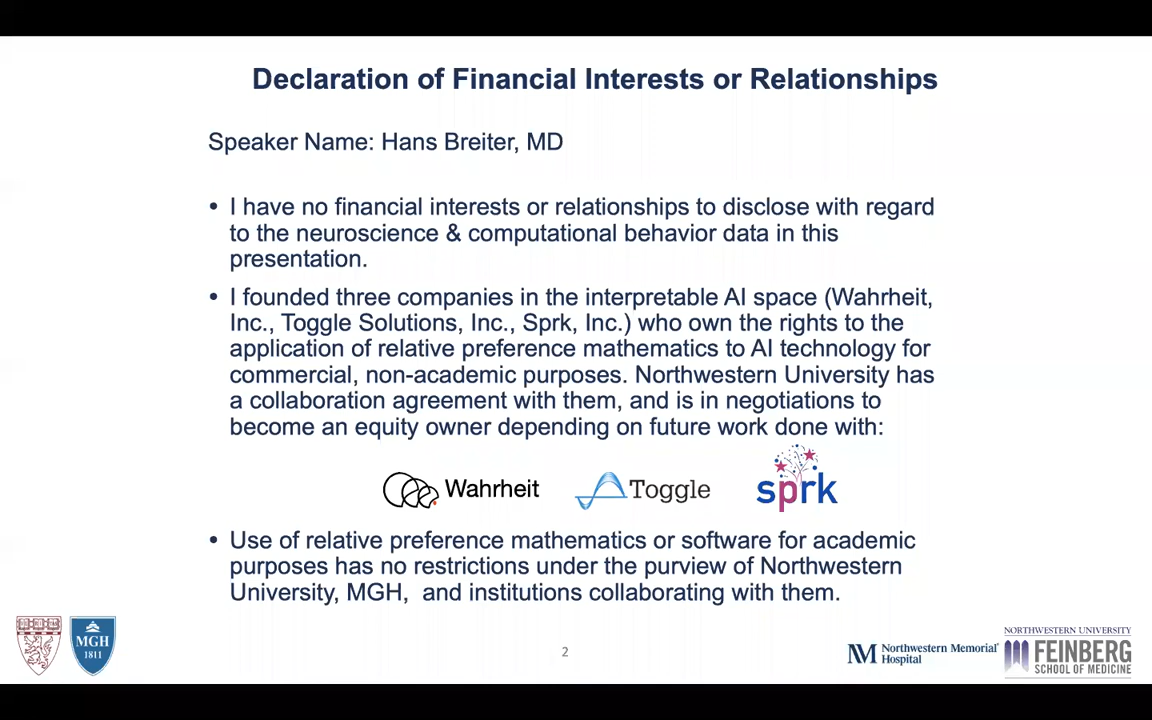 Declaration of Financial Interests or Relationships
Speaker Name: Hans Breiter, MD
• I have no financial interests or relationships to disclose with regard
to the neuroscience & computational behavior data in this
presentation.
• I founded three companies in the interpretable AI space (Wahrheit,
Inc., Toggle Solutions, Inc., Sprk, Inc.) who own the rights to the
application of relative preference mathematics to AI technology for
commercial, non-academic purposes. Northwestern University has
a collaboration agreement with them, and is in negotiations to
become an equity owner depending on future work done with:
Wahrheit
Toggle
sprk
• Use of relative preference mathematics or software for academic
purposes has no restrictions under the purview of Northwestern
University, MGH,  and institutions collaborating with them.
MGH
1811
2
NM
Northwestern Memorial®
Hospital
NORTHWESTERN UNIVERSITY
FEINBERG
SCHOOL OF MEDICINE